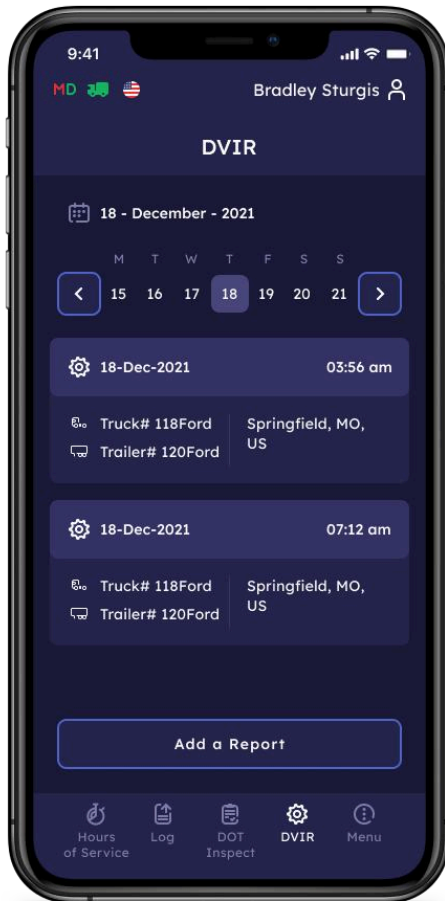 9:41
MD
Bradley Sturgis
DVIR
18 - December - 2021
M T W T F S S
15 16 17 18 19 20 21
18-Dec-2021 03:56 am
Truck# 118Ford
Trailer# 120Ford
Springfield, MO,
US
18-Dec-2021 07:12 am
Truck# 118Ford
Trailer# 120Ford
Springfield, MO,
US
Add a Report
Hours
of Service
Log
DOT
Inspect
DVIR
Menu